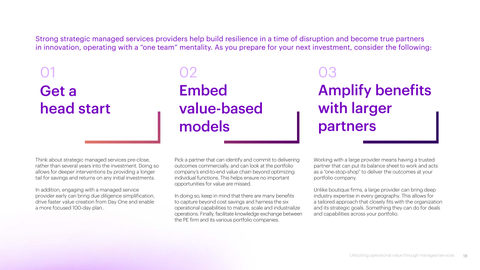 Strong strategic managed services providers help build resilience in a time of disruption and become true partners
in innovation, operating with a "one team" mentality. As you prepare for your next investment, consider the following:
01
Get a
head start
Think about strategic managed services pre-close,
rather than several years into the investment. Doing so
allows for deeper interventions by providing a longer
tail for savings and returns on any initial investments.
In addition, engaging with a managed service
provider early can bring due diligence simplification,
drive faster value creation from Day One and enable
a more focused 100-day plan.
02
Embed
value-based
models
Pick a partner that can identify and commit to delivering
outcomes commercially, and can look at the portfolio
company's end-to-end value chain beyond optimizing
individual functions. This helps ensure no important
opportunities for value are missed.
In doing so, keep in mind that there are many benefits
to capture beyond cost savings and harness the six
operational capabilities to mature, scale and industrialize
operations. Finally, facilitate knowledge exchange between
the PE firm and its various portfolio companies.
03
Amplify benefits
with larger
partners
Working with a large provider means having a trusted
partner that can put its balance sheet to work and acts
as a "one-stop-shop" to deliver the outcomes at your
portfolio company.
Unlike boutique firms, a large provider can bring deep
industry expertise in every geography. This allows for
a tailored approach that closely fits with the organization
and its strategic goals. Something they can do for deals
and capabilities across your portfolio.